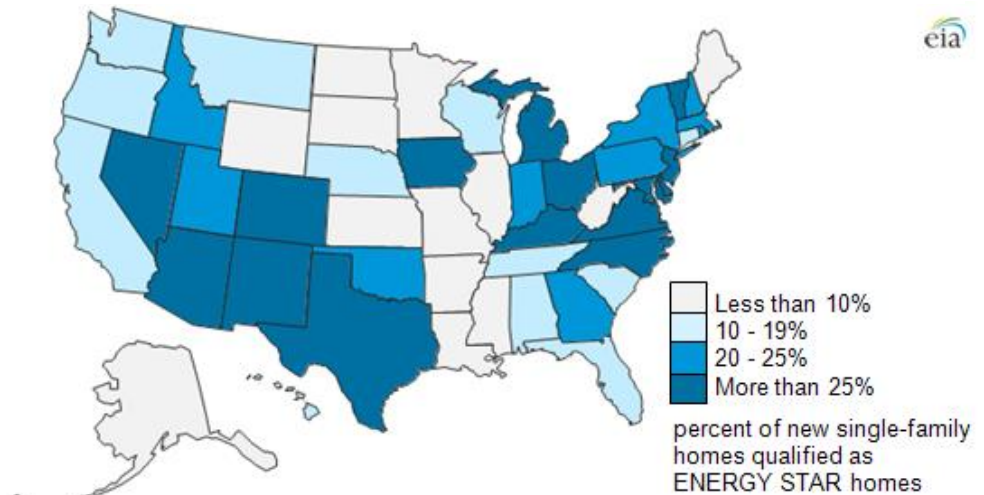 eia
Less than 10%
10 - 19%
20 - 25%
More than 25%
percent of new single-family
homes qualified as
ENERGY STAR homes